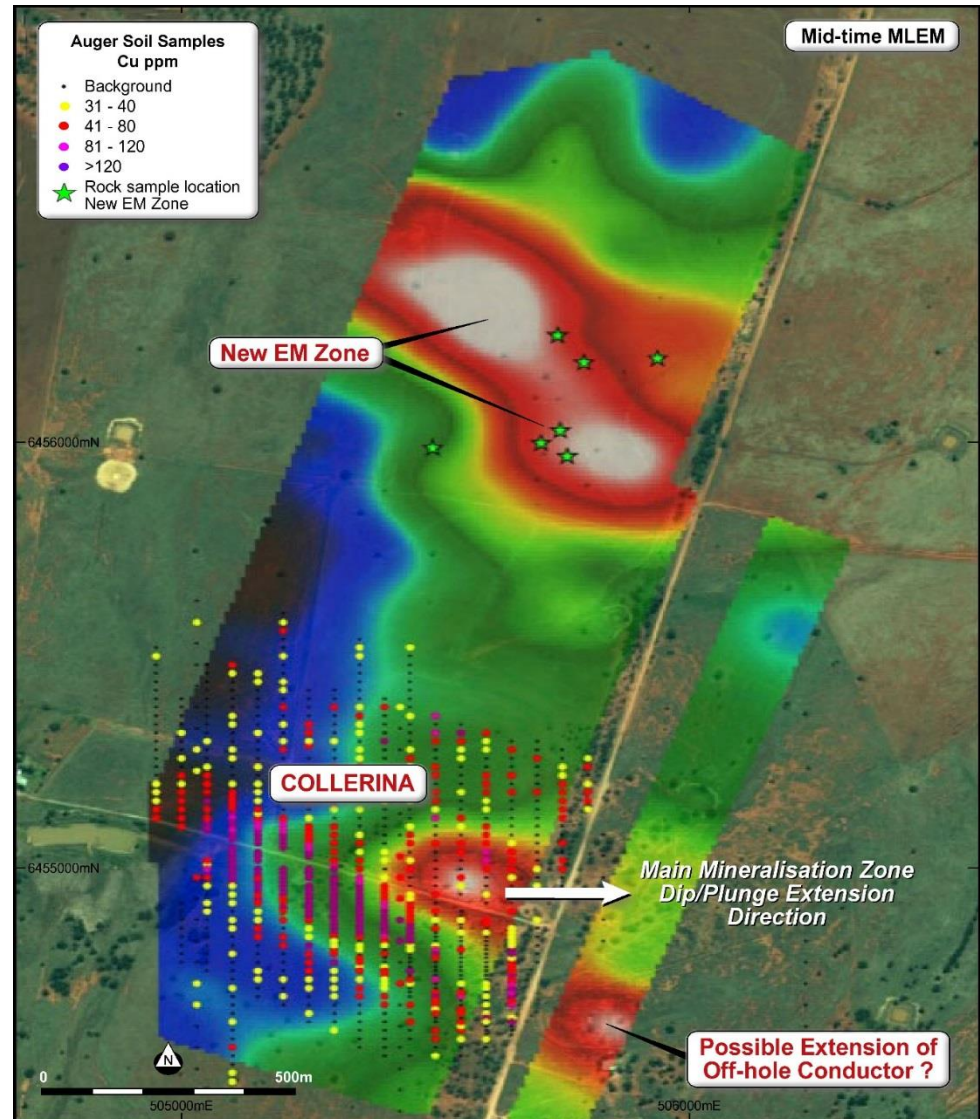 Auger Soil Samples
Cu ppm
Background
31 - 40
41 - 80
81 - 120
>120
Rock sample location
New EM Zone
Mid-time MLEM
New EM Zone
6456000mN
COLLERINA
6455000mN
Main Mineralisation Zone
Dip/Plunge Extension
Direction
N
0 500m
Possible Extension of
Off-hole Conductor ?
505000mE 506000mE